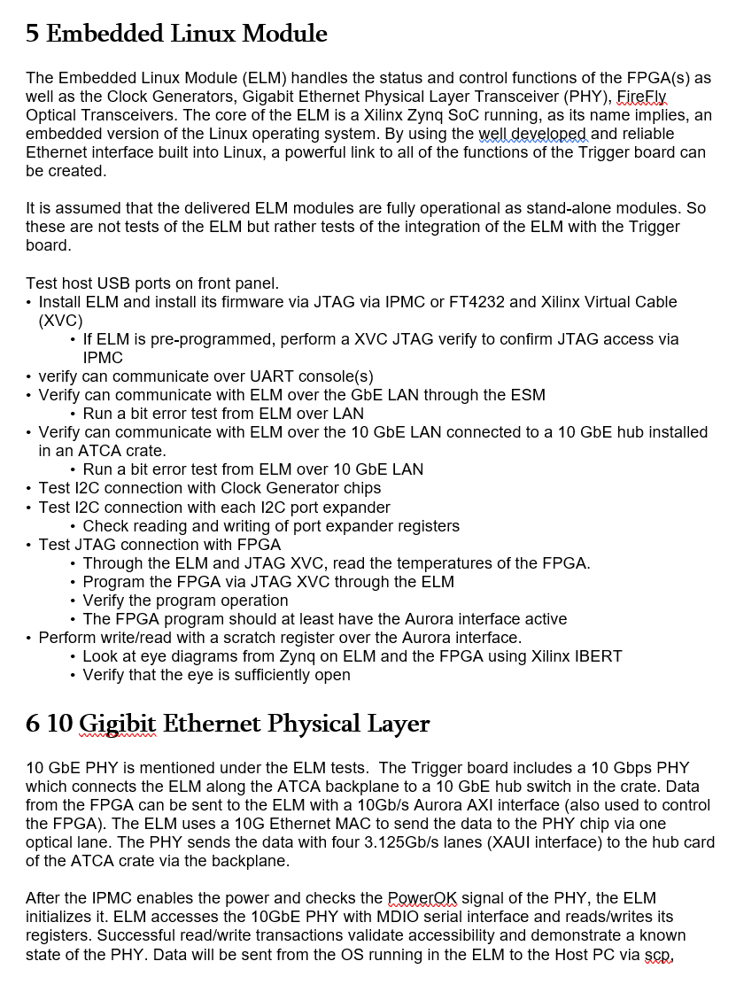 5 Embedded Linux Module
The Embedded Linux Module (ELM) handles the status and control functions of the FPGA(s) as
well as the Clock Generators, Gigabit Ethernet Physical Layer Transceiver (PHY), FireFly
Optical Transceivers. The core of the ELM is a Xilinx Zynq SoC running, as its name implies, an
embedded version of the Linux operating system. By using the well developed and reliable
Ethernet interface built into Linux, a powerful link to all of the functions of the Trigger board can
be created.
It is assumed that the delivered ELM modules are fully operational as stand-alone modules. So
these are not tests of the ELM but rather tests of the integration of the ELM with the Trigger
board.
Test host USB ports on front panel.
• Install ELM and install its firmware via JTAG via IPMC or FT4232 and Xilinx Virtual Cable
(XVC)
• If ELM is pre-programmed, perform a XVC JTAG verify to confirm JTAG access via
IPMC
• verify can communicate over UART console(s)
• Verify can communicate with ELM over the GbE LAN through the ESM
• Run a bit error test from ELM over LAN
• Verify can communicate with ELM over the 10 GbE LAN connected to a 10 GbE hub installed
in an ATCA crate.
• Run a bit error test from ELM over 10 GbE LAN
• Test I2C connection with Clock Generator chips
• Test I2C connection with each I2C port expander
• Check reading and writing of port expander registers
• Test JTAG connection with FPGA
• Through the ELM and JTAG XVC, read the temperatures of the FPGA.
• Program the FPGA via JTAG XVC through the ELM
• Verify the program operation
• The FPGA program should at least have the Aurora interface active
• Perform write/read with a scratch register over the Aurora interface.
• Look at eye diagrams from Zynq on ELM and the FPGA using Xilinx IBERT
• Verify that the eye is sufficiently open
6 10 Gigibit Ethernet Physical Layer
10 GbE PHY is mentioned under the ELM tests.  The Trigger board includes a 10 Gbps PHY
which connects the ELM along the ATCA backplane to a 10 GbE hub switch in the crate. Data
from the FPGA can be sent to the ELM with a 10Gb/s Aurora AXI interface (also used to control
the FPGA). The ELM uses a 10G Ethernet MAC to send the data to the PHY chip via one
optical lane. The PHY sends the data with four 3.125Gb/s lanes (XAUI interface) to the hub card
of the ATCA crate via the backplane.
After the IPMC enables the power and checks the PowerOK signal of the PHY, the ELM
initializes it. ELM accesses the 10GbE PHY with MDIO serial interface and reads/writes its
registers. Successful read/write transactions validate accessibility and demonstrate a known
state of the PHY. Data will be sent from the OS running in the ELM to the Host PC via scp,